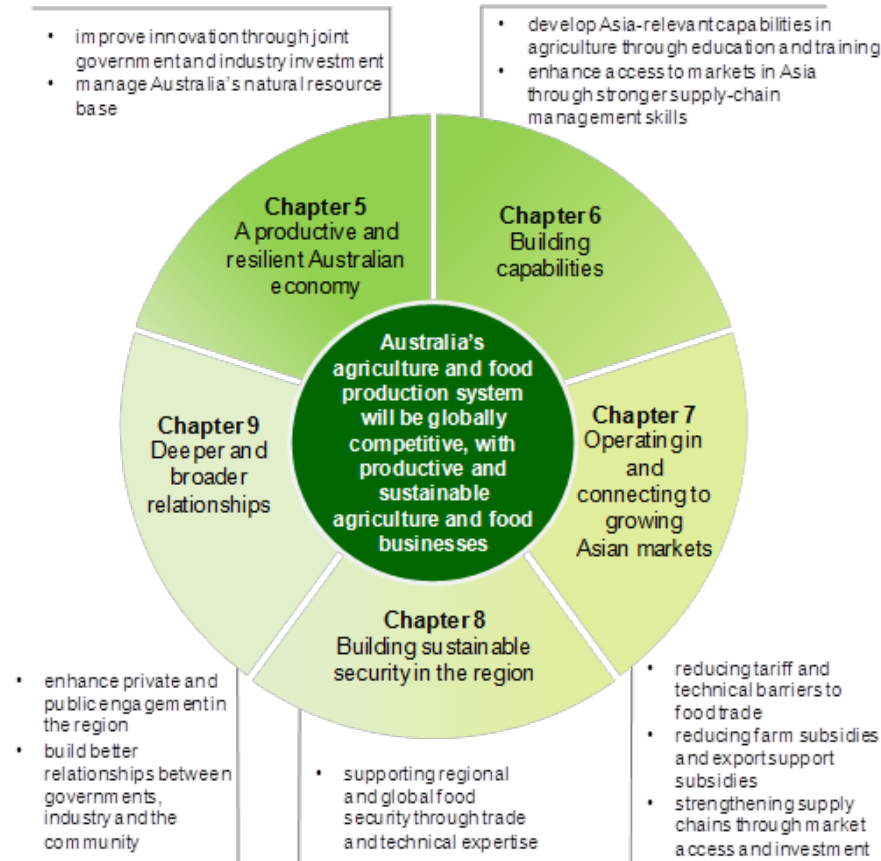 • improve innovation through joint
government and industry investment
• manage Australia's natural resource
base
• develop Asia-relevant capabilities in
agriculture through education and training
• enhance access to markets in Asia
through stronger supply-chain
management skills
Chapter 5
A productive and
resilient Australian
economy
Chapter 6
Building
capabilities
Australia's
agriculture and food
production system
will be globally
competitive, with
productive and
sustainable
agriculture and food
businesses
Chapter 9
Deeper and
broader
relationships
Chapter 7
Operating in
and
connecting to
growing
Asian markets
Chapter 8
Building sustainable
security in the region
• enhance private and
public engagement in
the region
• build better
relationships between
governments,
industry and the
community
• supporting regional
and global food
security through trade
and technical expertise
• reducing tariff and
technical barriers to
food trade
• reducing farm subsidies
and export support
subsidies
• strengthening supply
chains through market
access and investment